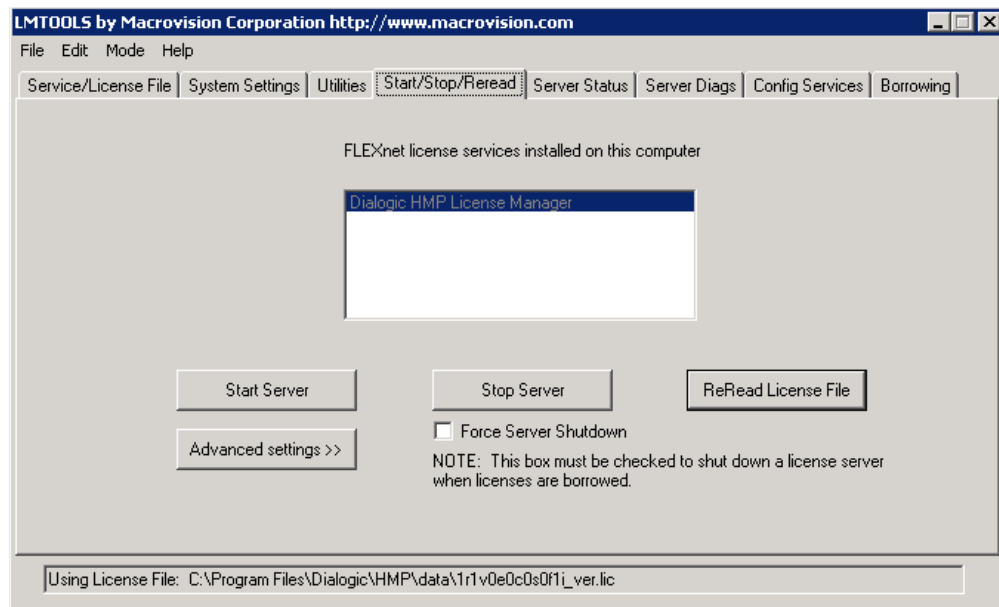 LMTOOLS by Macrovision Corporation http://www.macrovision.com
File Edit Mode Help
Service/License File System Settings Utilities Start/Stop/Reread Server Status Server Diags Config Services Borrowing
FLEXnet license services installed on this computer
Dialogic HMP License Manager
Start Server Stop Server ReRead License File
Force Server Shutdown
Advanced settings >>
NOTE: This box must be checked to shut down a license server
when licenses are borrowed.
Using License File: C:\Program Files\Dialogic\HMP\data\1r1v0e0c0s0f1i_ver.lic